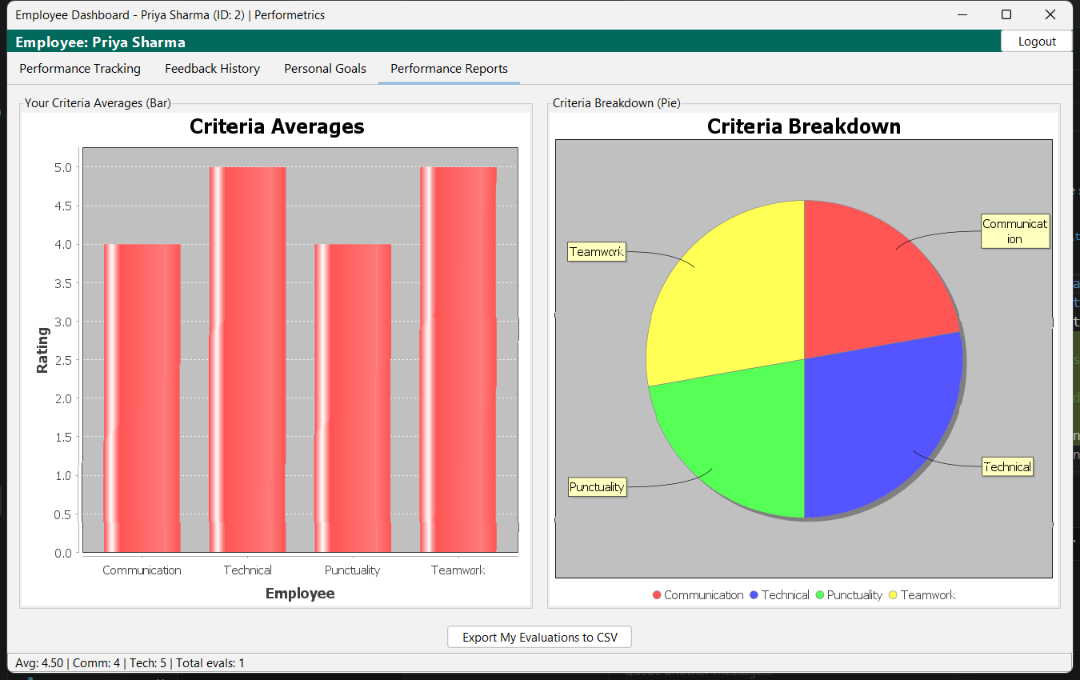 Employee Dashboard - Priya Sharma (ID: 2) | Performetrics
Employee: Priya Sharma
Logout
Performance Tracking
Feedback History
Personal Goals
Performance Reports
Your Criteria Averages (Bar)
Criteria Averages
5.0
4.5
4.0
3.5
3.0
2.5
2.0
1.5
1.0
0.5
0.0
Rating
Communication
Technical
Punctuality
Teamwork
Employee
Criteria Breakdown (Pie)
Criteria Breakdown
Communicat
ion
Teamwork
Technical
Punctuality
Communication
Technical
Punctuality
Teamwork
Export My Evaluations to CSV
Avg: 4.50 | Comm: 4 | Tech: 5 | Total evals: 1